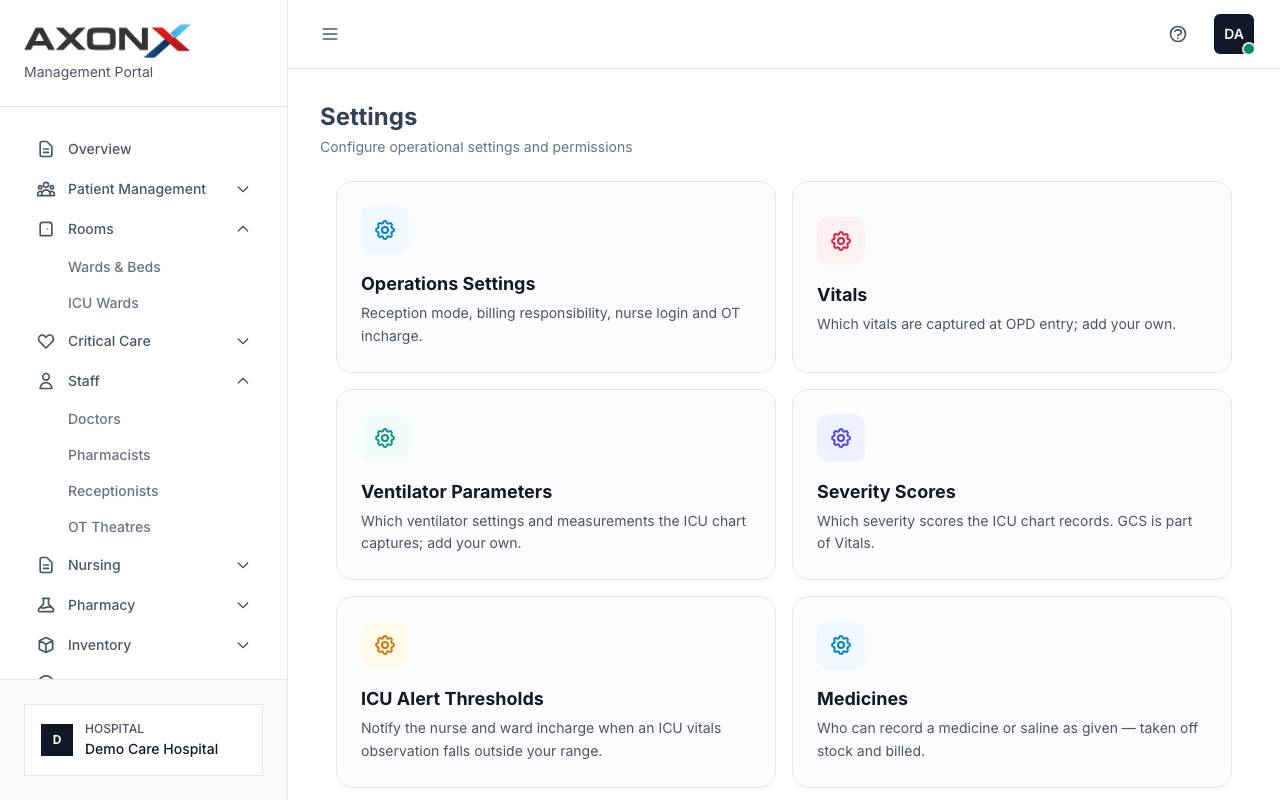 AXONX
Management Portal
Overview
Patient Management
Rooms
Wards & Beds
ICU Wards
Critical Care
Staff
Doctors
Pharmacists
Receptionists
OT Theatres
Nursing
Pharmacy
Inventory
D
HOSPITAL
Demo Care Hospital
DA
Settings
Configure operational settings and permissions
Operations Settings
Reception mode, billing responsibility, nurse login and OT
incharge.
Vitals
Which vitals are captured at OPD entry; add your own.
Ventilator Parameters
Which ventilator settings and measurements the ICU chart
captures; add your own.
Severity Scores
Which severity scores the ICU chart records. GCS is part
of Vitals.
ICU Alert Thresholds
Notify the nurse and ward incharge when an ICU vitals
observation falls outside your range.
Medicines
Who can record a medicine or saline as given — taken off
stock and billed.